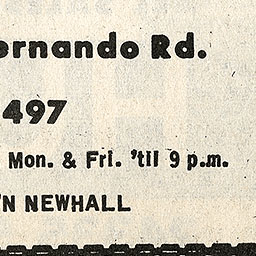 ernando Rd.
497
Mon. & Fri. 'til 9 p.m.
'N NEWHALL